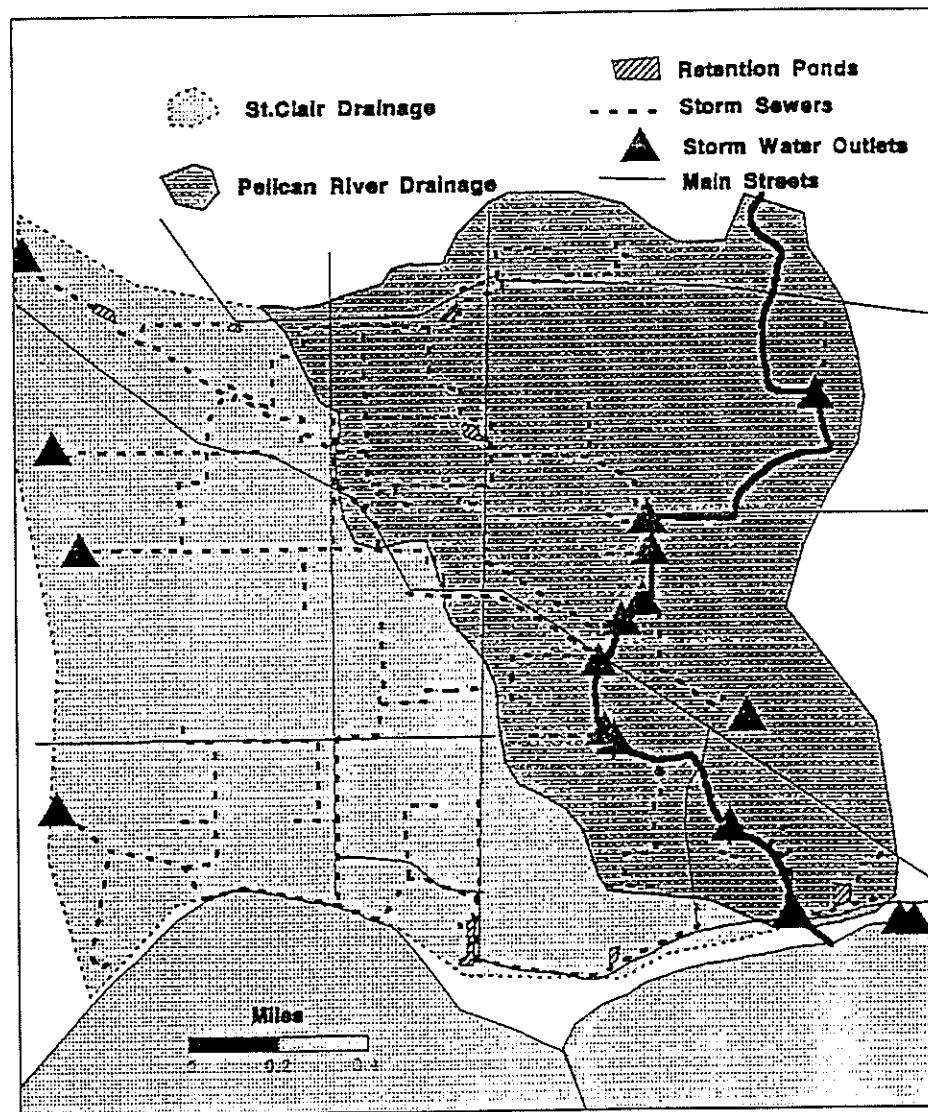 Retention Ponds
St.Clair Drainage
Storm Sewers
Storm Water Outlets
Pelican River Drainage
Main Streets
Miles
0 0.2 0.4